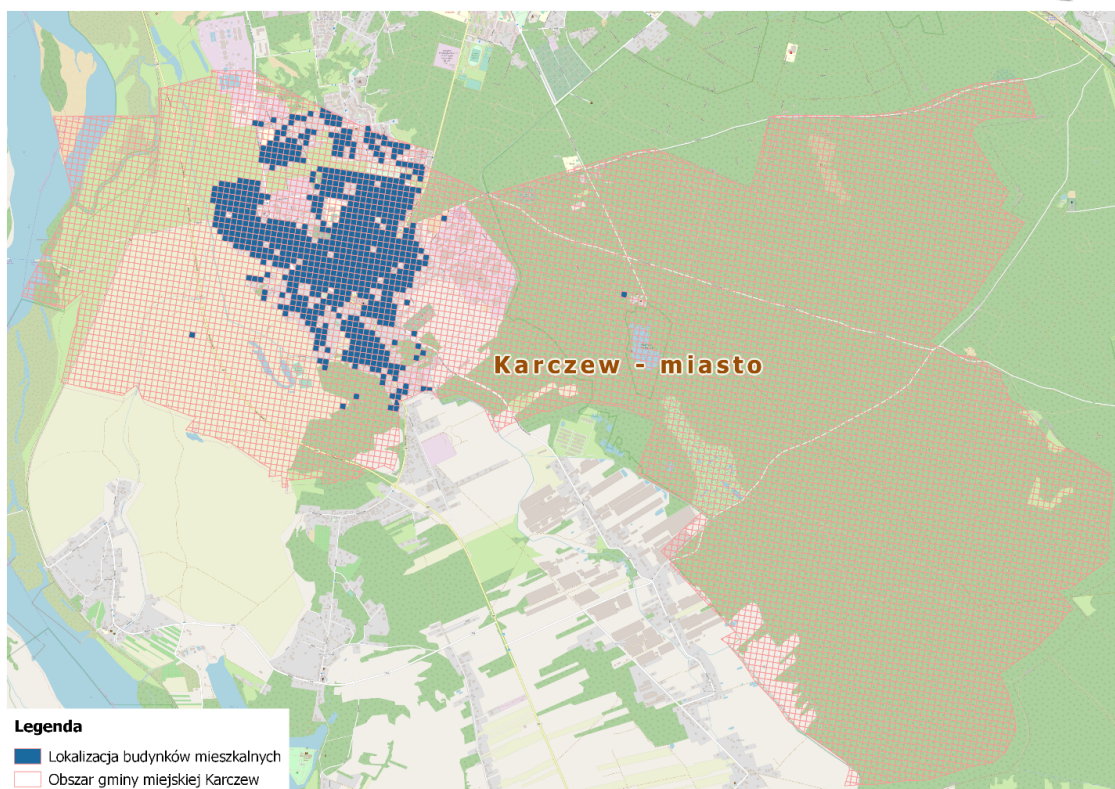 Karczew - miasto
Legenda
Lokalizacja budynków mieszkalnych
Obszar gminy miejskiej Karczew